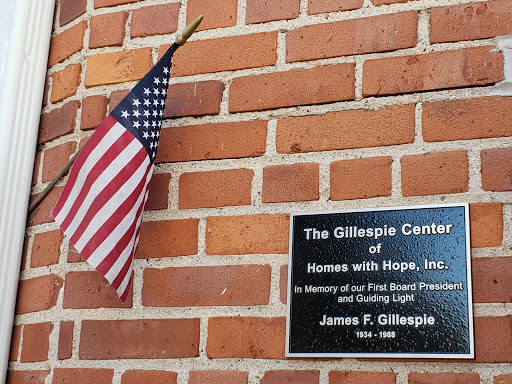 The Gillespie Center
of
Homes with Hope, Inc.
in Memory of our First Board President
and Guiding Light
James F. Gillespie
1934 - 1988